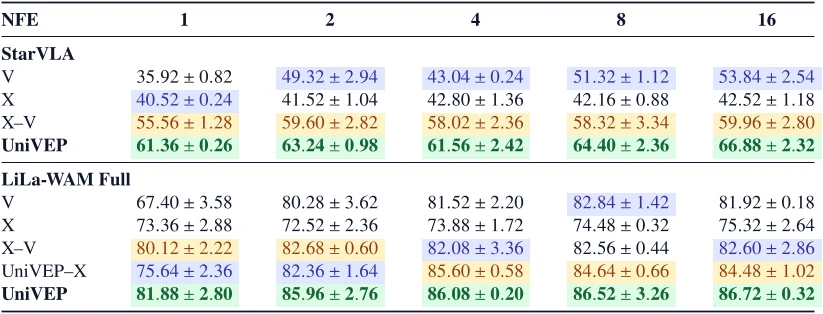 NFE 1 2 4 8 16
StarVLA
V 35.92 ± 0.82 49.32 ± 2.94 43.04 ± 0.24 51.32 ± 1.12 53.84 ± 2.54
X 40.52 ± 0.24 41.52 ± 1.04 42.80 ± 1.36 42.16 ± 0.88 42.52 ± 1.18
X–V 55.56 ± 1.28 59.60 ± 2.82 58.02 ± 2.36 58.32 ± 3.34 59.96 ± 2.80
UniVEP 61.36 ± 0.26 63.24 ± 0.98 61.56 ± 2.42 64.40 ± 2.36 66.88 ± 2.32
LiLa-WAM Full
V 67.40 ± 3.58 80.28 ± 3.62 81.52 ± 2.20 82.84 ± 1.42 81.92 ± 0.18
X 73.36 ± 2.88 72.52 ± 2.36 73.88 ± 1.72 74.48 ± 0.32 75.32 ± 2.64
X–V 80.12 ± 2.22 82.68 ± 0.60 82.08 ± 3.36 82.56 ± 0.44 82.60 ± 2.86
UniVEP–X 75.64 ± 2.36 82.36 ± 1.64 85.60 ± 0.58 84.64 ± 0.66 84.48 ± 1.02
UniVEP 81.88 ± 2.80 85.96 ± 2.76 86.08 ± 0.20 86.52 ± 3.26 86.72 ± 0.32